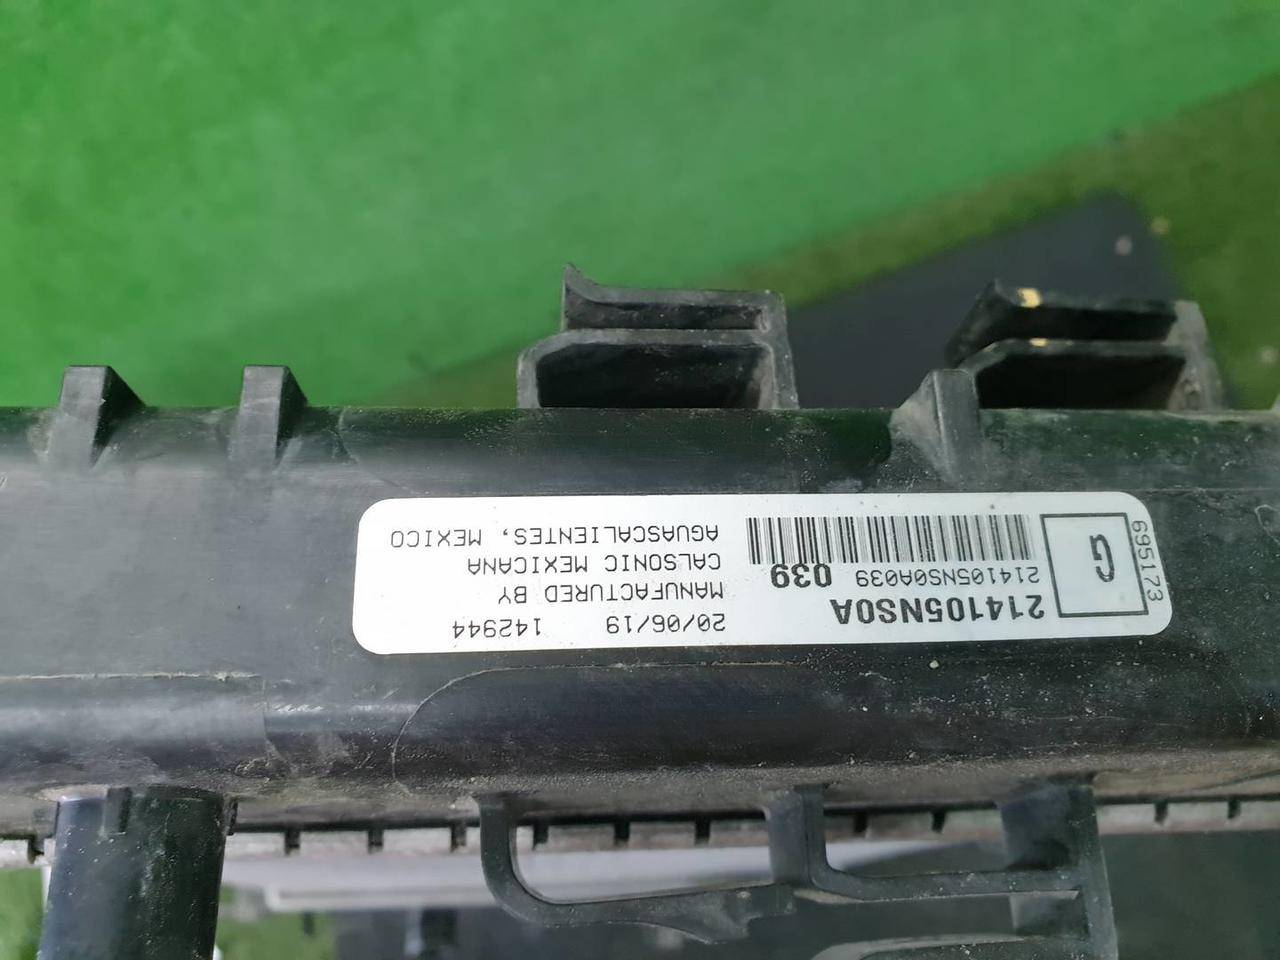 695173
G
214105NS0A
214105NS0A039
039
20/06/19 142944
MANUFACTURED BY
CALSONIC MEXICANA
AGUASCALIENTES, MEXICO